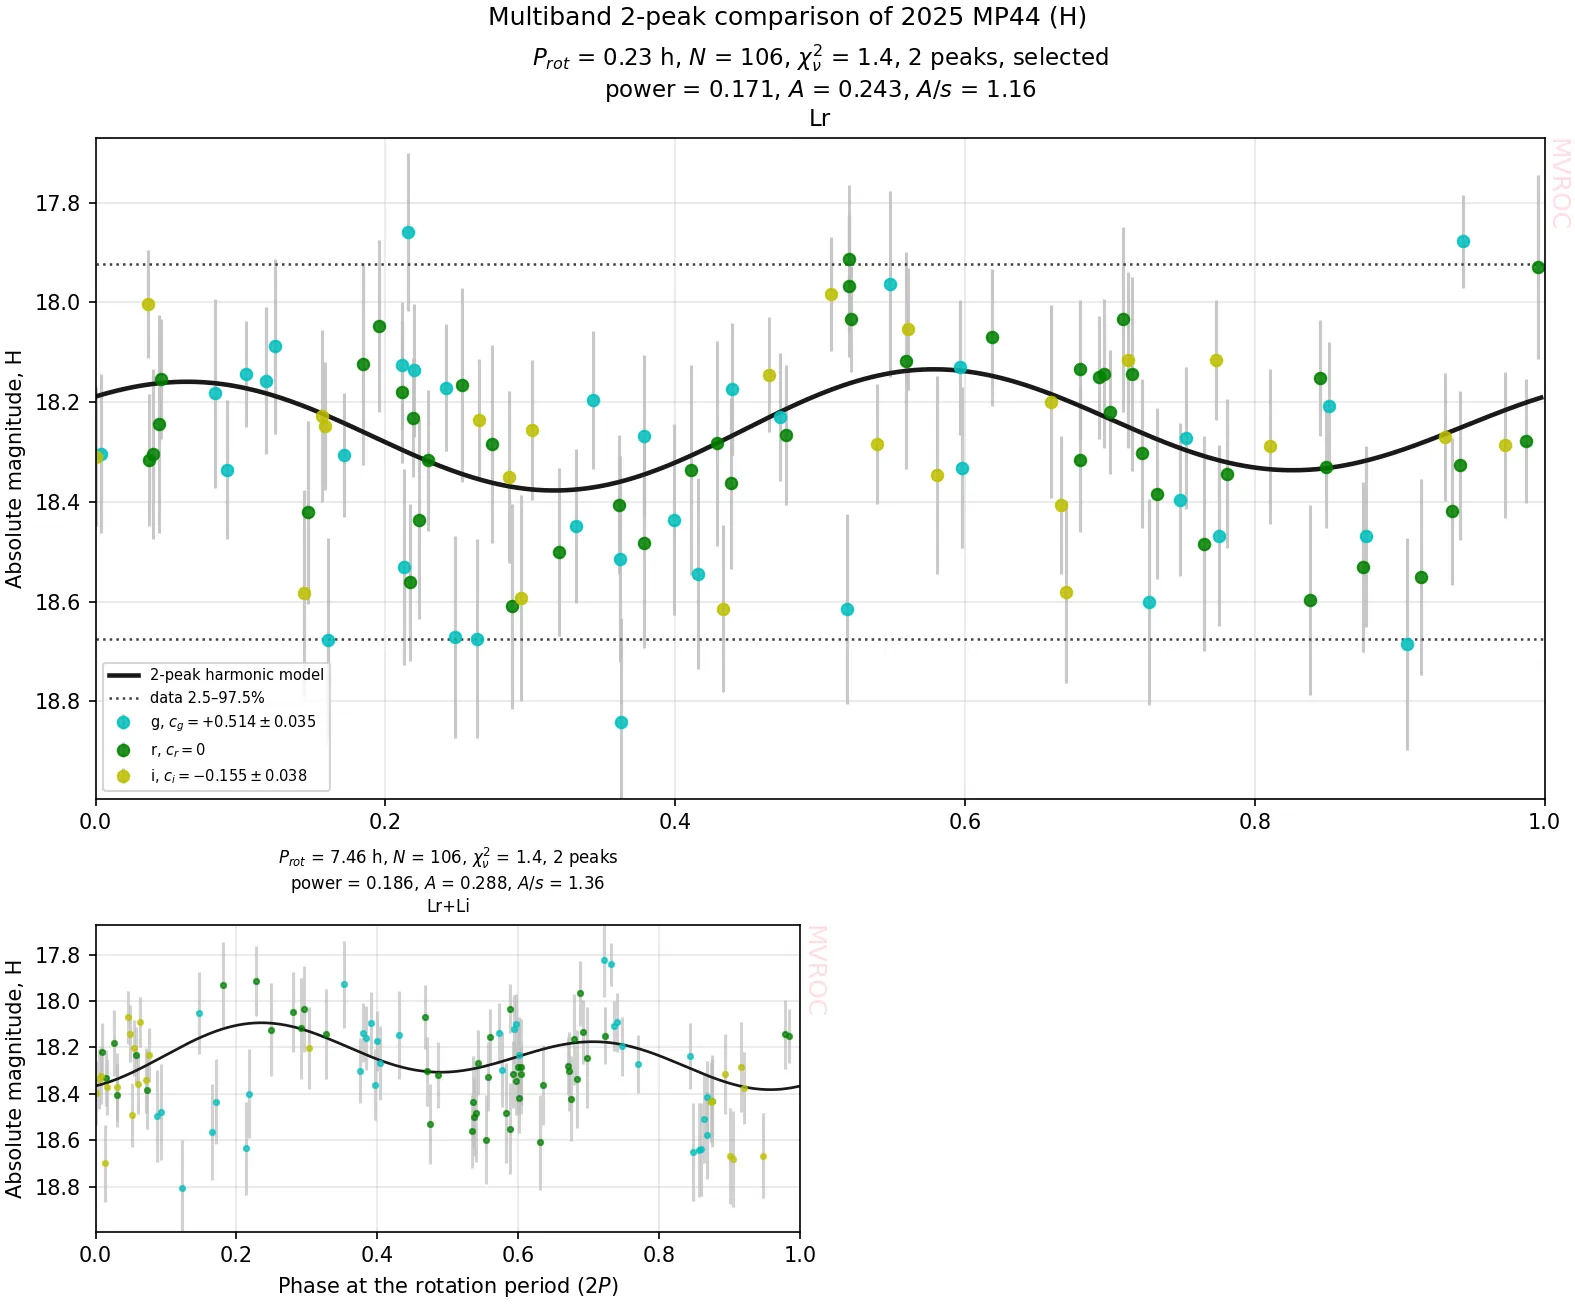 Multiband 2-peak comparison of 2025 MP44 (H)
P_rot = 0.23 h, N = 106, χ²_ν = 1.4, 2 peaks, selected
power = 0.171, A = 0.243, A/s = 1.16
Lr
MVROC
Absolute magnitude, H
17.8
18.0
18.2
18.4
18.6
18.8
2-peak harmonic model
data 2.5–97.5%
g, c_g = +0.514 ± 0.035
r, c_r = 0
i, c_i = −0.155 ± 0.038
0.0 0.2 0.4 0.6 0.8 1.0
P_rot = 7.46 h, N = 106, χ²_ν = 1.4, 2 peaks
power = 0.186, A = 0.288, A/s = 1.36
Lr+Li
MVROC
Absolute magnitude, H
17.8
18.0
18.2
18.4
18.6
18.8
0.0 0.2 0.4 0.6 0.8 1.0
Phase at the rotation period (2P)